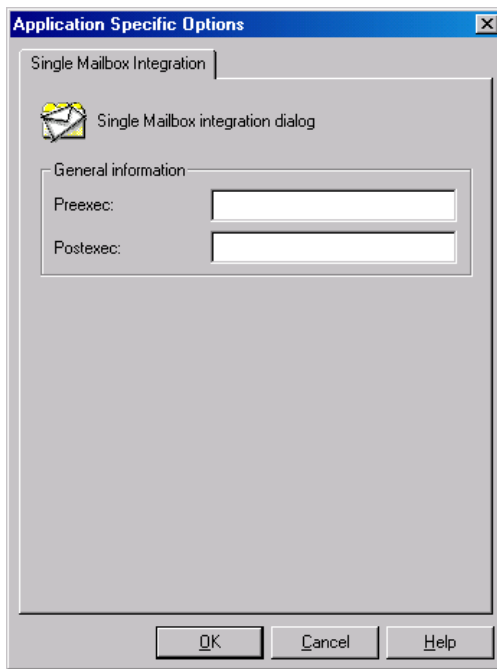 Application Specific Options
Single Mailbox Integration
Single Mailbox integration dialog
General information
Preexec:
Postexec:
OK Cancel Help